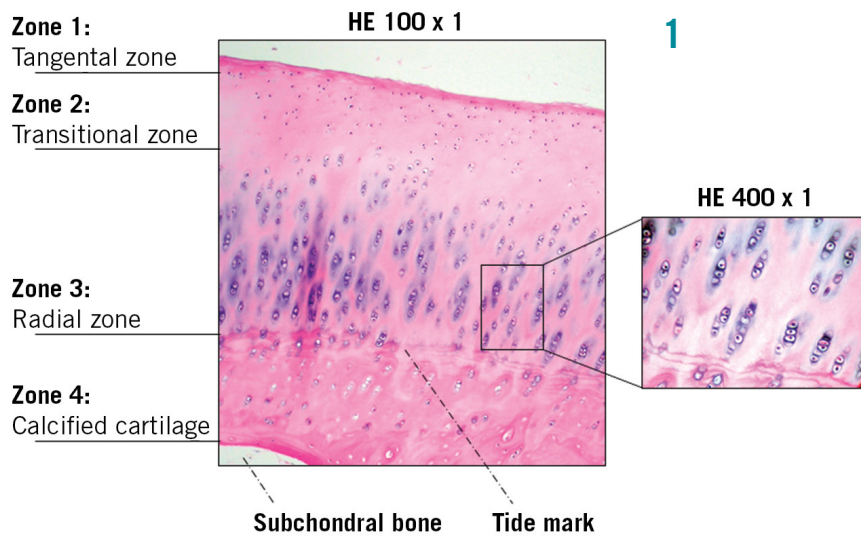 Zone 1:
Tangental zone
Zone 2:
Transitional zone
Zone 3:
Radial zone
Zone 4:
Calcified cartilage
HE 100 x 1
1
HE 400 x 1
Subchondral bone
Tide mark